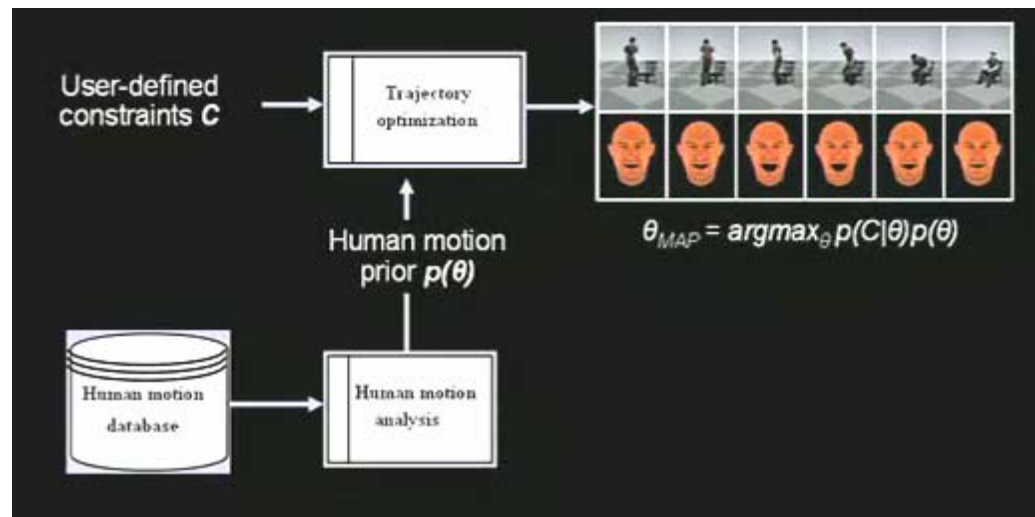 User-defined
constraints C
Trajectory
optimization
Human motion
prior p(θ)
θMAP = argmaxθ p(C|θ)p(θ)
Human motion
database
Human motion
analysis